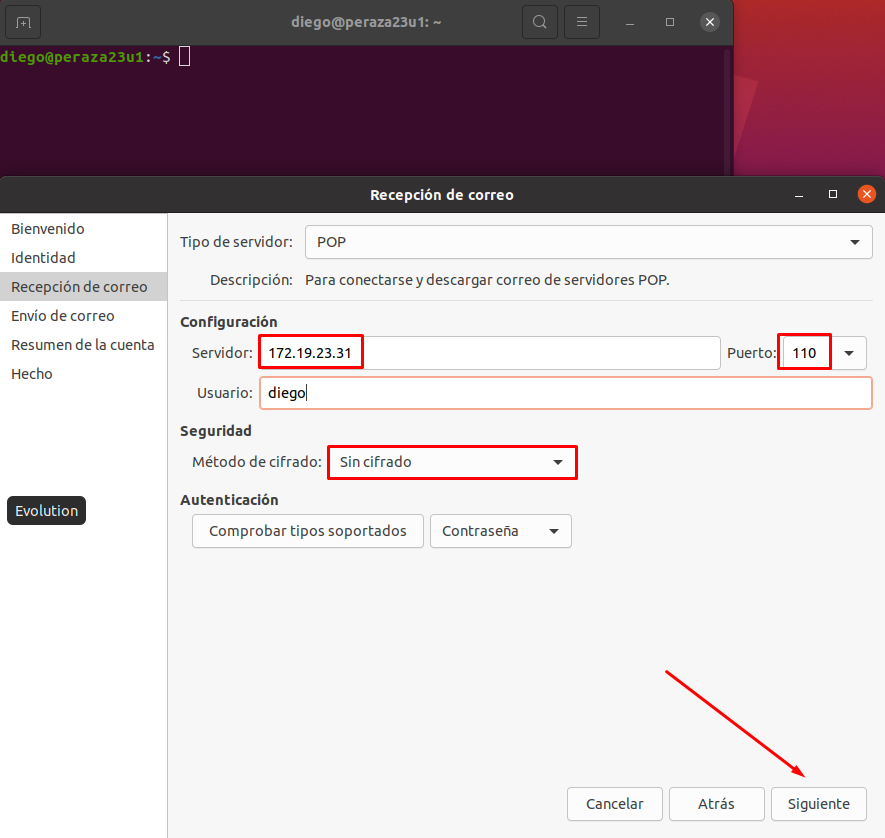 diego@peraza23u1: ~
diego@peraza23u1:~$
Recepción de correo
Bienvenido
Identidad
Recepción de correo
Envío de correo
Resumen de la cuenta
Hecho
Evolution
Tipo de servidor: POP
Descripción: Para conectarse y descargar correo de servidores POP.
Configuración
Servidor: 172.19.23.31 Puerto: 110
Usuario: diego
Seguridad
Método de cifrado: Sin cifrado
Autenticación
Comprobar tipos soportados Contraseña
Cancelar Atrás Siguiente